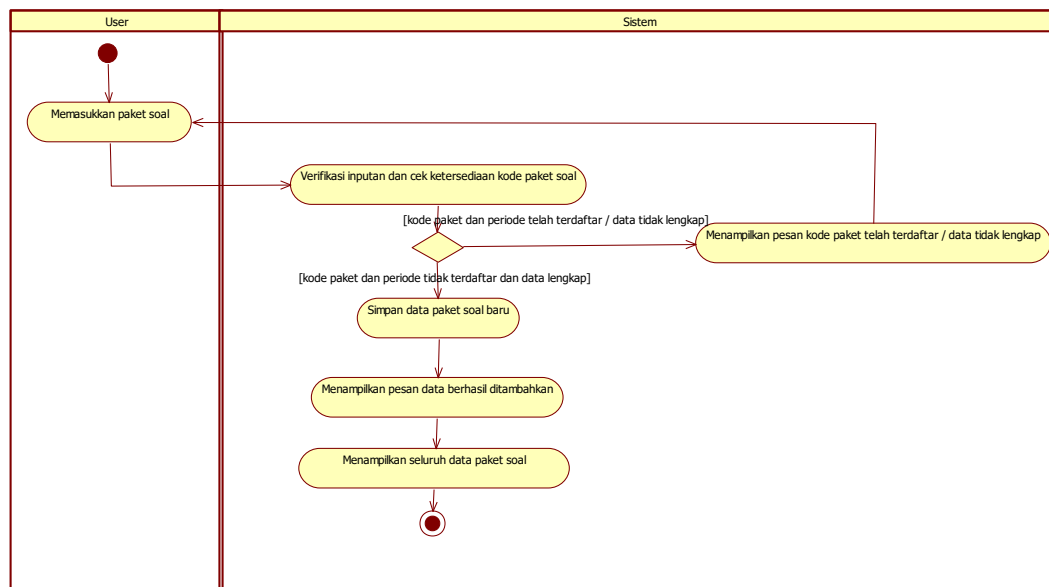 User
Sistem
Memasukkan paket soal
Verifikasi inputan dan cek ketersediaan kode paket soal
[kode paket dan periode telah terdaftar / data tidak lengkap]
Menampilkan pesan kode paket telah terdaftar / data tidak lengkap
[kode paket dan periode tidak terdaftar dan data lengkap]
Simpan data paket soal baru
Menampilkan pesan data berhasil ditambahkan
Menampilkan seluruh data paket soal